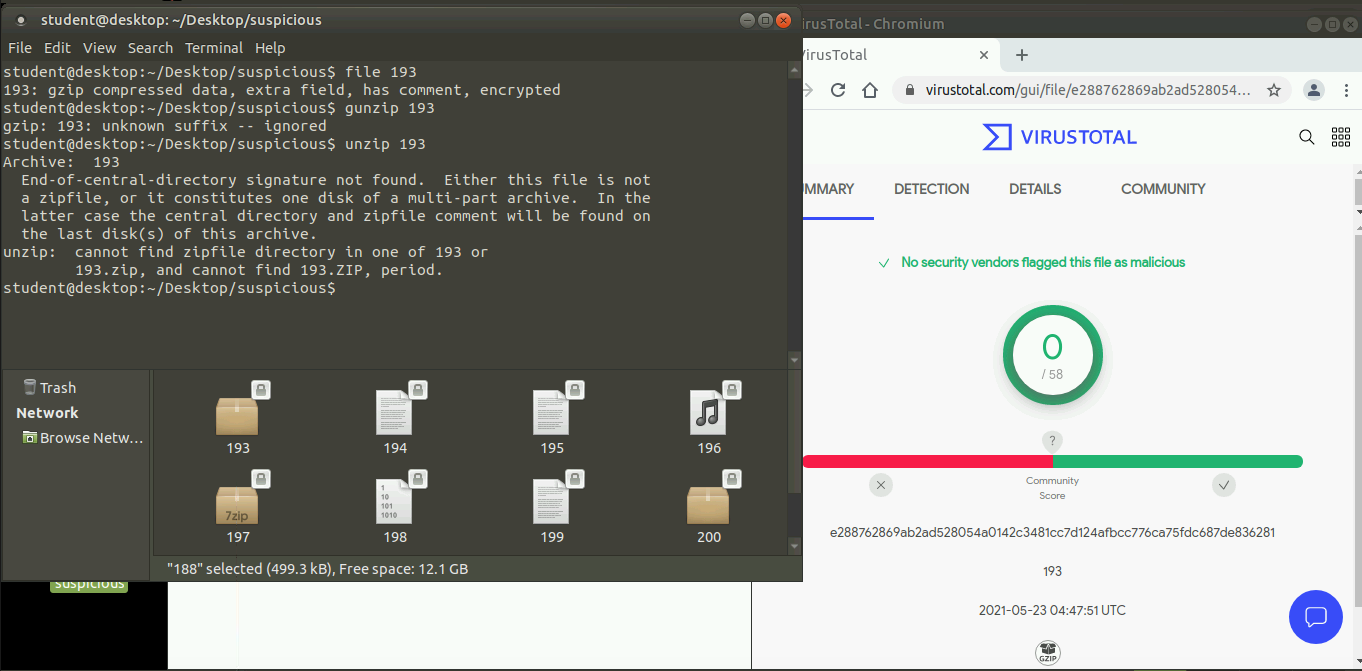 student@desktop: ~/Desktop/suspicious
File Edit View Search Terminal Help
student@desktop:~/Desktop/suspicious$ file 193
193: gzip compressed data, extra field, has comment, encrypted
student@desktop:~/Desktop/suspicious$ gunzip 193
gzip: 193: unknown suffix -- ignored
student@desktop:~/Desktop/suspicious$ unzip 193
Archive:  193
  End-of-central-directory signature not found.  Either this file is not
  a zipfile, or it constitutes one disk of a multi-part archive.  In the
  latter case the central directory and zipfile comment will be found on
  the last disk(s) of this archive.
unzip:  cannot find zipfile directory in one of 193 or
        193.zip, and cannot find 193.ZIP, period.
student@desktop:~/Desktop/suspicious$
Trash
Network
Browse Netw...
193 194 195 196
7zip
1
10
101
1010
197 198 199 200
"188" selected (499.3 kB), Free space: 12.1 GB
suspicious
irusTotal - Chromium
VirusTotal
virustotal.com/gui/file/e288762869ab2ad528054...
VIRUSTOTAL
MMARY DETECTION DETAILS COMMUNITY
No security vendors flagged this file as malicious
0
/ 58
?
Community
Score
e288762869ab2ad528054a0142c3481cc7d124afbcc776ca75fdc687de836281
193
2021-05-23 04:47:51 UTC
GZIP